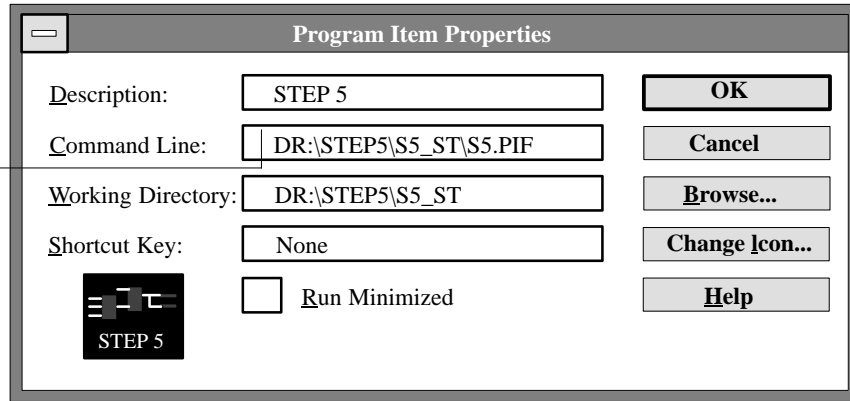 Program Item Properties
Description: STEP 5 OK
Command Line: DR:\STEP5\S5_ST\S5.PIF Cancel
Working Directory: DR:\STEP5\S5_ST Browse...
Shortcut Key: None Change Icon...
Run Minimized Help
STEP 5